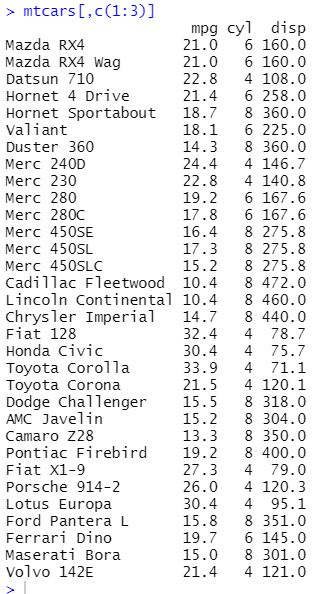 > mtcars[,c(1:3)]
mpg cyl disp
Mazda RX4 21.0 6 160.0
Mazda RX4 Wag 21.0 6 160.0
Datsun 710 22.8 4 108.0
Hornet 4 Drive 21.4 6 258.0
Hornet Sportabout 18.7 8 360.0
Valiant 18.1 6 225.0
Duster 360 14.3 8 360.0
Merc 240D 24.4 4 146.7
Merc 230 22.8 4 140.8
Merc 280 19.2 6 167.6
Merc 280C 17.8 6 167.6
Merc 450SE 16.4 8 275.8
Merc 450SL 17.3 8 275.8
Merc 450SLC 15.2 8 275.8
Cadillac Fleetwood 10.4 8 472.0
Lincoln Continental 10.4 8 460.0
Chrysler Imperial 14.7 8 440.0
Fiat 128 32.4 4 78.7
Honda Civic 30.4 4 75.7
Toyota Corolla 33.9 4 71.1
Toyota Corona 21.5 4 120.1
Dodge Challenger 15.5 8 318.0
AMC Javelin 15.2 8 304.0
Camaro Z28 13.3 8 350.0
Pontiac Firebird 19.2 8 400.0
Fiat X1-9 27.3 4 79.0
Porsche 914-2 26.0 4 120.3
Lotus Europa 30.4 4 95.1
Ford Pantera L 15.8 8 351.0
Ferrari Dino 19.7 6 145.0
Maserati Bora 15.0 8 301.0
Volvo 142E 21.4 4 121.0
>